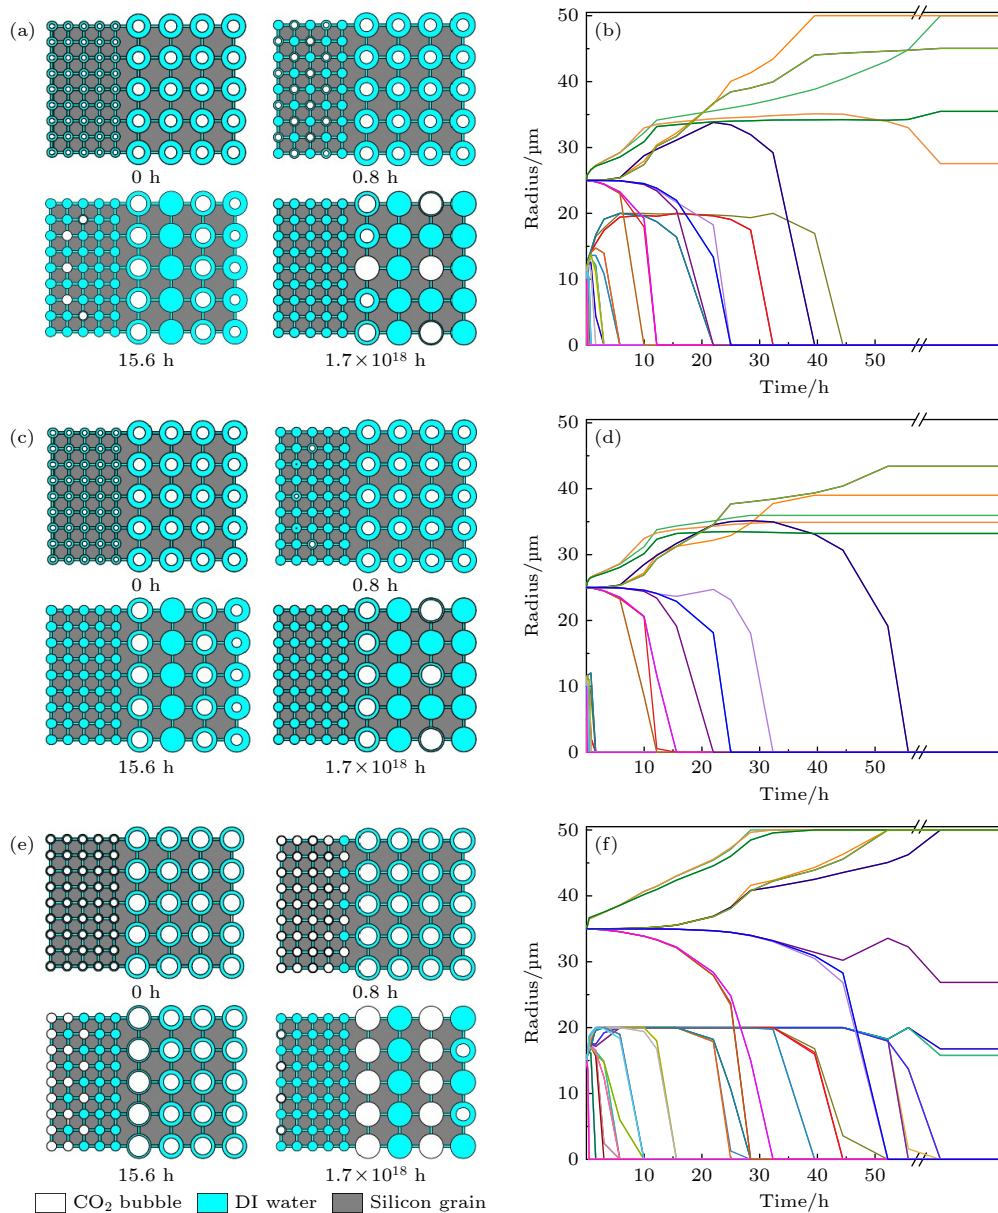 (a)
0 h
0.8 h
15.6 h
1.7×10¹⁸ h
(b)
50
40
30
20
10
0
Radius/μm
10 20 30 40 50
Time/h
(c)
0 h
0.8 h
15.6 h
1.7×10¹⁸ h
(d)
50
40
30
20
10
0
Radius/μm
10 20 30 40 50
Time/h
(e)
0 h
0.8 h
15.6 h
1.7×10¹⁸ h
(f)
50
40
30
20
10
0
Radius/μm
10 20 30 40 50
Time/h
CO₂ bubble DI water Silicon grain